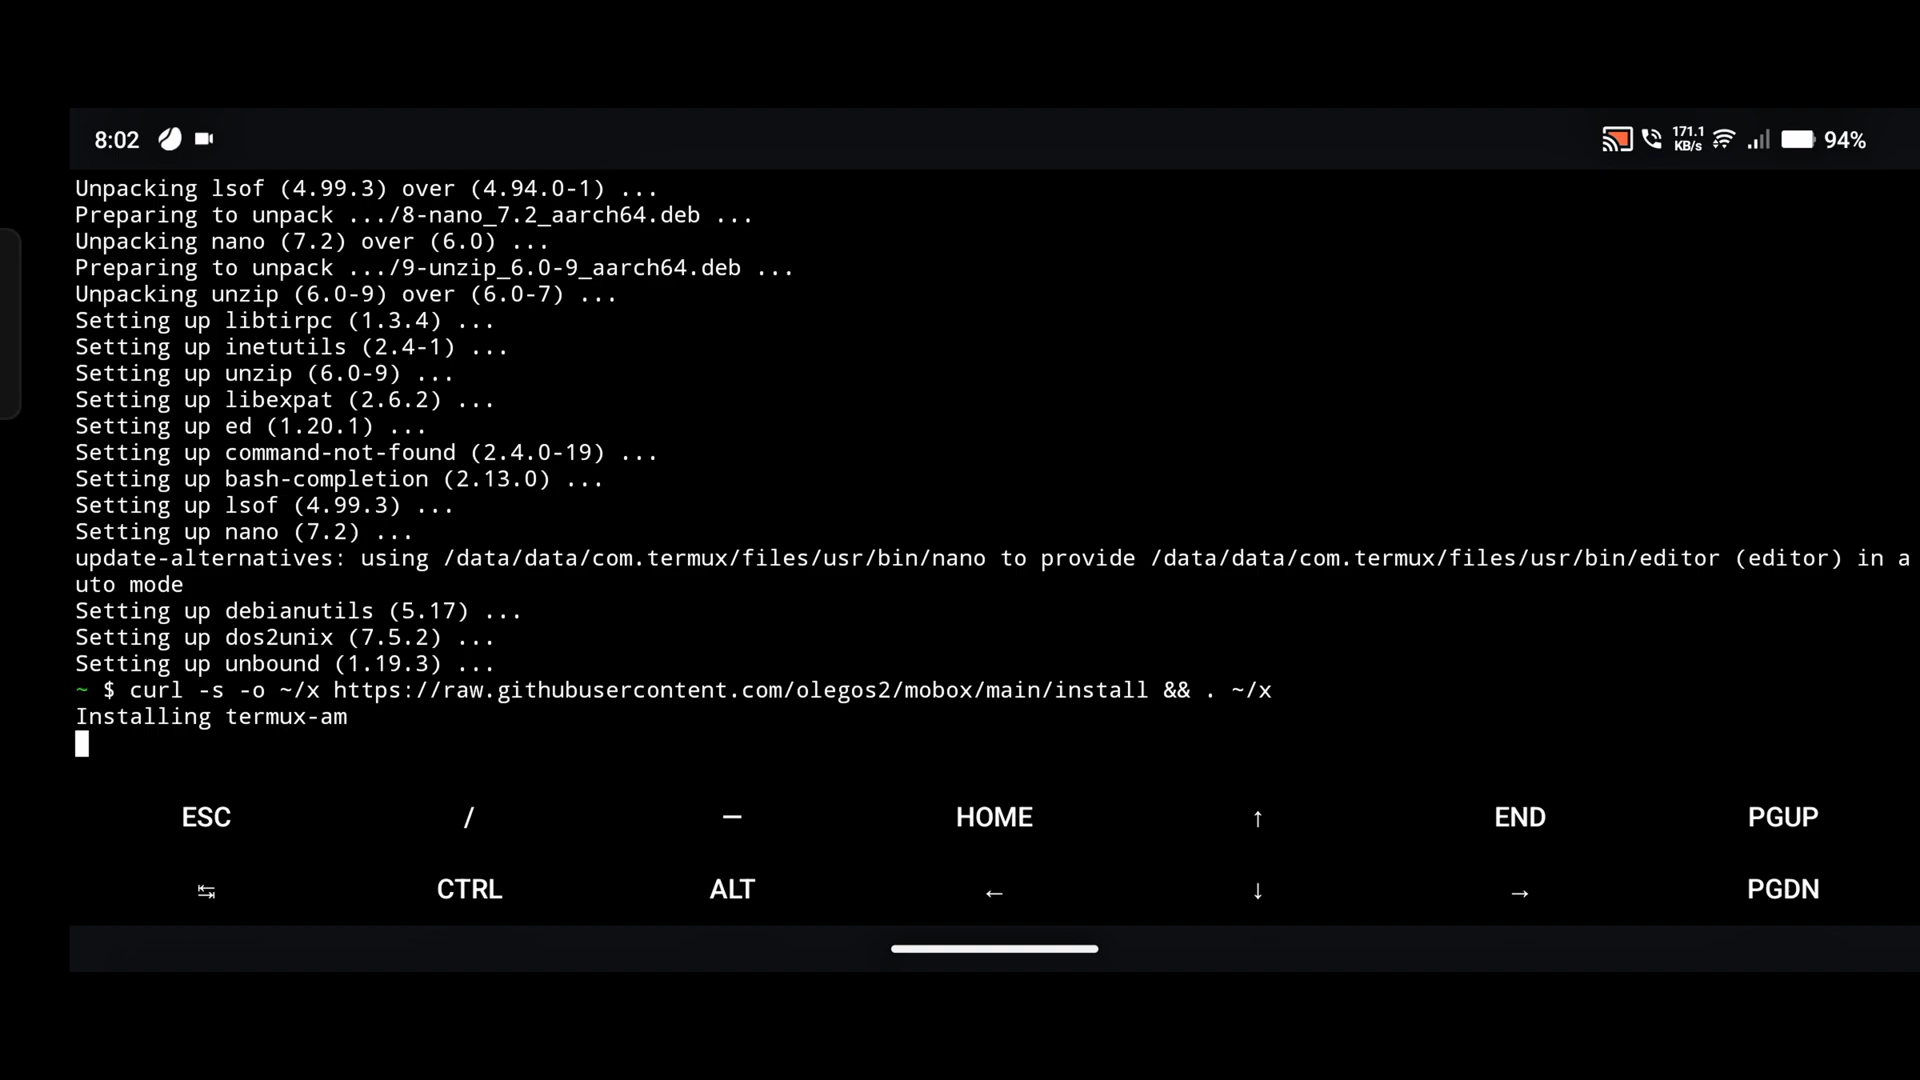 8:02
171.1
KB/s
94%
Unpacking lsof (4.99.3) over (4.94.0-1) ...
Preparing to unpack .../8-nano_7.2_aarch64.deb ...
Unpacking nano (7.2) over (6.0) ...
Preparing to unpack .../9-unzip_6.0-9_aarch64.deb ...
Unpacking unzip (6.0-9) over (6.0-7) ...
Setting up libtirpc (1.3.4) ...
Setting up inetutils (2.4-1) ...
Setting up unzip (6.0-9) ...
Setting up libexpat (2.6.2) ...
Setting up ed (1.20.1) ...
Setting up command-not-found (2.4.0-19) ...
Setting up bash-completion (2.13.0) ...
Setting up lsof (4.99.3) ...
Setting up nano (7.2) ...
update-alternatives: using /data/data/com.termux/files/usr/bin/nano to provide /data/data/com.termux/files/usr/bin/editor (editor) in a
uto mode
Setting up debianutils (5.17) ...
Setting up dos2unix (7.5.2) ...
Setting up unbound (1.19.3) ...
~ $ curl -s -o ~/x https://raw.githubusercontent.com/olegos2/mobox/main/install && . ~/x
Installing termux-am
ESC / — HOME ↑ END PGUP
↹ CTRL ALT ← ↓ → PGDN